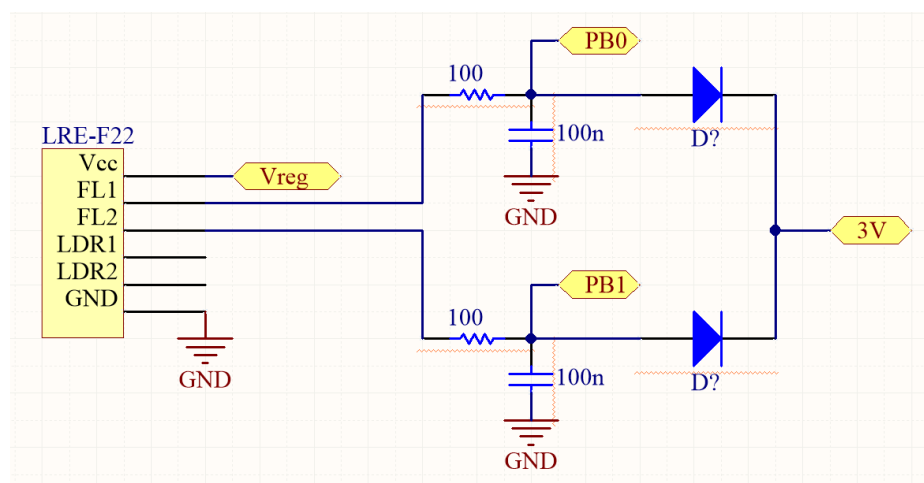 PB0
100
LRE-F22
100n
D?
Vcc
Vreg
FL1
GND
FL2
3V
LDR1
LDR2
PB1
GND
100
GND
100n
D?
GND